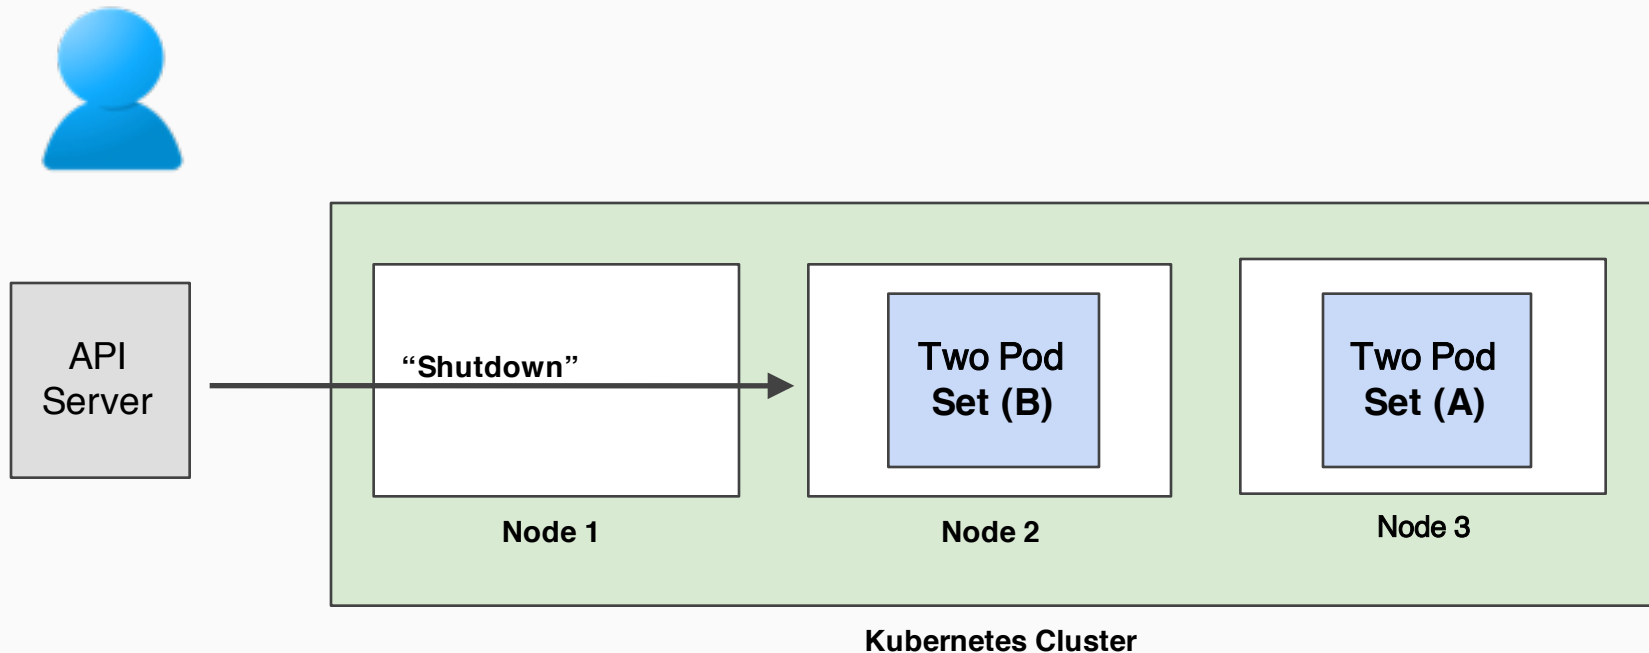 API
Server
“Shutdown”
Two Pod
Set (B)
Two Pod
Set (A)
Node 1
Node 2
Node 3
Kubernetes Cluster